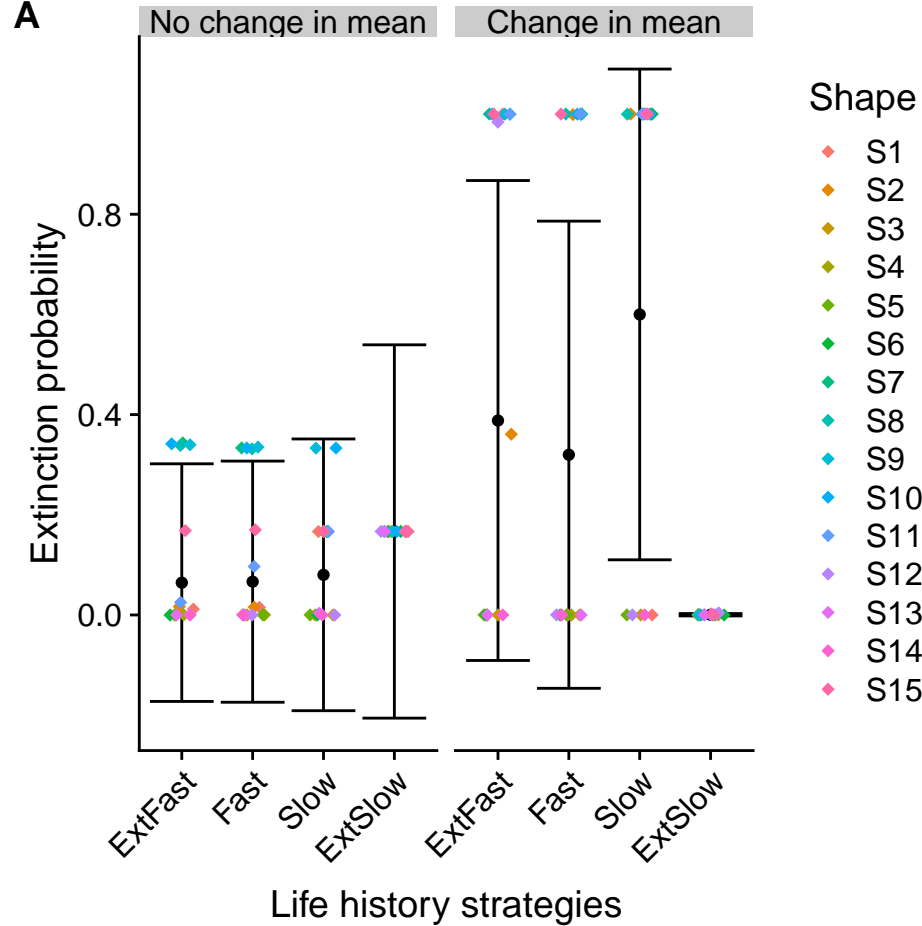 A
No change in mean
Change in mean
Extinction probability
0.8
0.4
0.0
ExtFast
Fast
Slow
ExtSlow
ExtFast
Fast
Slow
ExtSlow
Life history strategies
Shape
S1
S2
S3
S4
S5
S6
S7
S8
S9
S10
S11
S12
S13
S14
S15